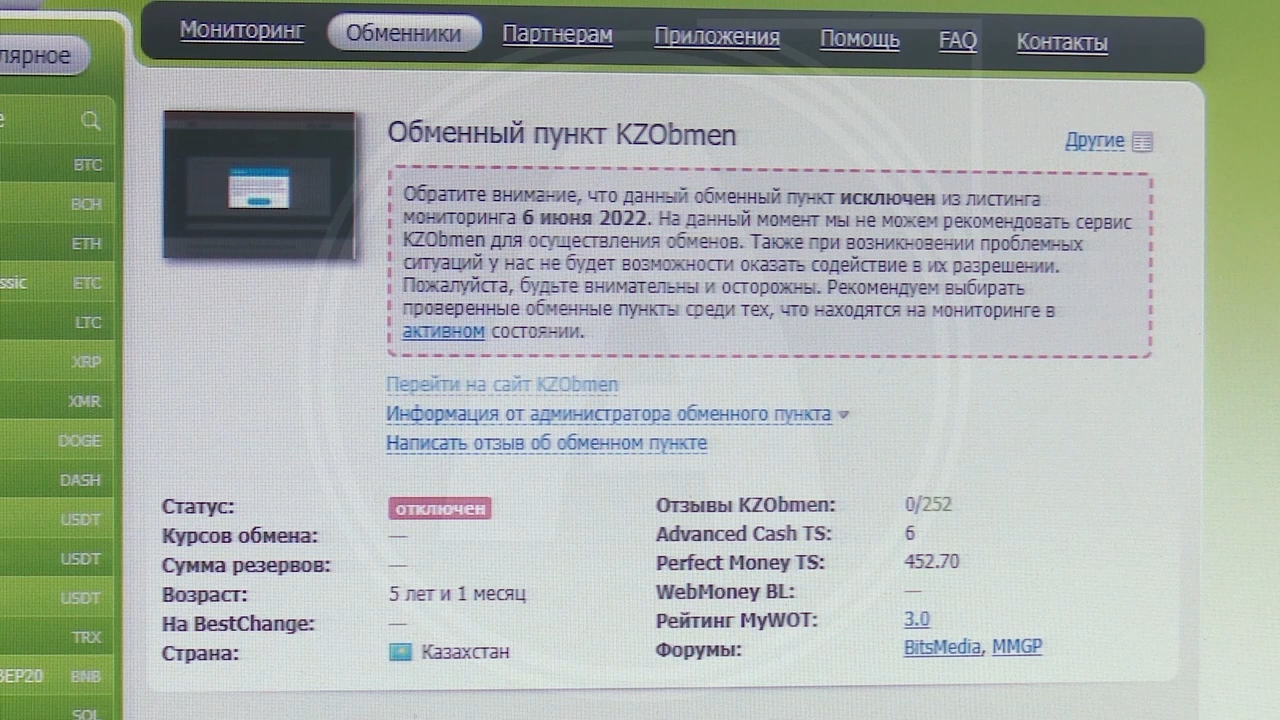 Мониторинг Обменники Партнерам Приложения Помощь FAQ Контакты
лярное
е
BTC
BCH
ETH
ssic ETC
LTC
XRP
XMR
DOGE
DASH
USDT
USDT
USDT
TRX
BEP20 BNB
SOL
Обменный пункт KZObmen
Другие
Обратите внимание, что данный обменный пункт исключен из листинга
мониторинга 6 июня 2022. На данный момент мы не можем рекомендовать сервис
KZObmen для осуществления обменов. Также при возникновении проблемных
ситуаций у нас не будет возможности оказать содействие в их разрешении.
Пожалуйста, будьте внимательны и осторожны. Рекомендуем выбирать
проверенные обменные пункты среди тех, что находятся на мониторинге в
активном состоянии.
Перейти на сайт KZObmen
Информация от администратора обменного пункта
Написать отзыв об обменном пункте
Статус: отключен
Курсов обмена: —
Сумма резервов: —
Возраст: 5 лет и 1 месяц
На BestChange: —
Страна: Казахстан
Отзывы KZObmen: 0/252
Advanced Cash TS: 6
Perfect Money TS: 452.70
WebMoney BL: —
Рейтинг MyWOT: 3.0
Форумы: BitsMedia, MMGP